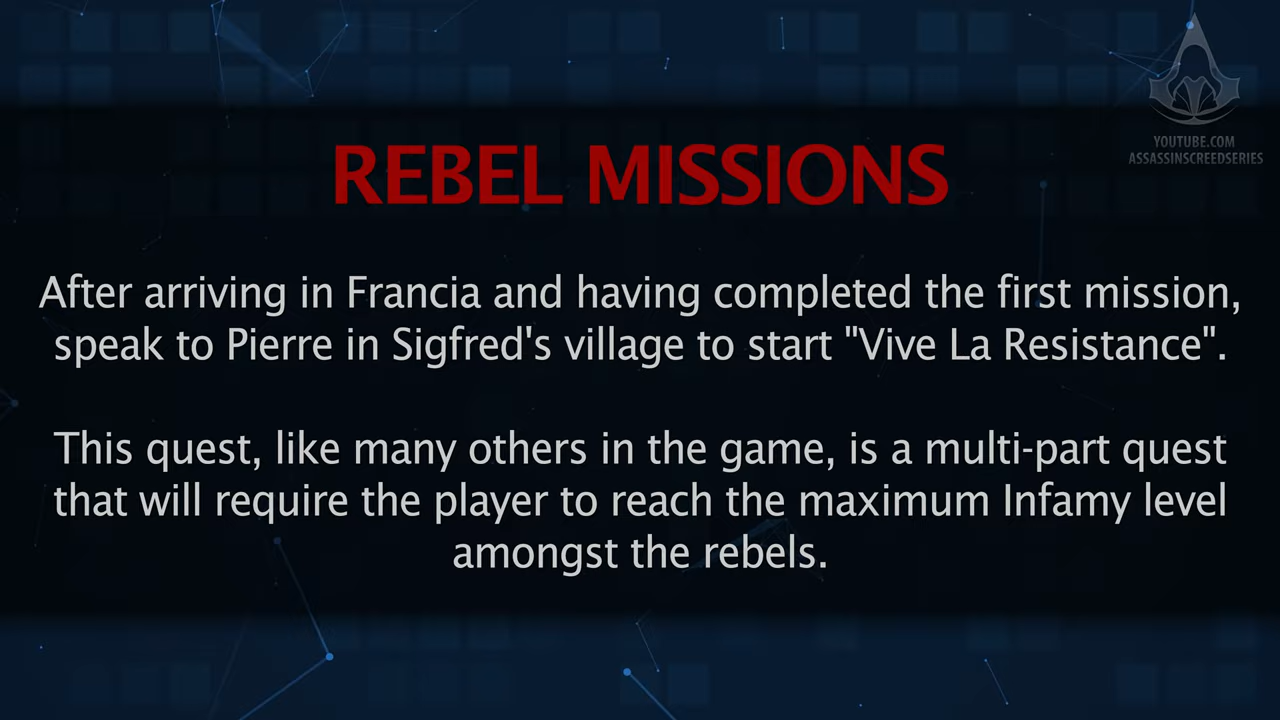 YOUTUBE.COM
ASSASSINSCREEDSERIES
REBEL MISSIONS
After arriving in Francia and having completed the first mission,
speak to Pierre in Sigfred's village to start "Vive La Resistance".
This quest, like many others in the game, is a multi-part quest
that will require the player to reach the maximum Infamy level
amongst the rebels.